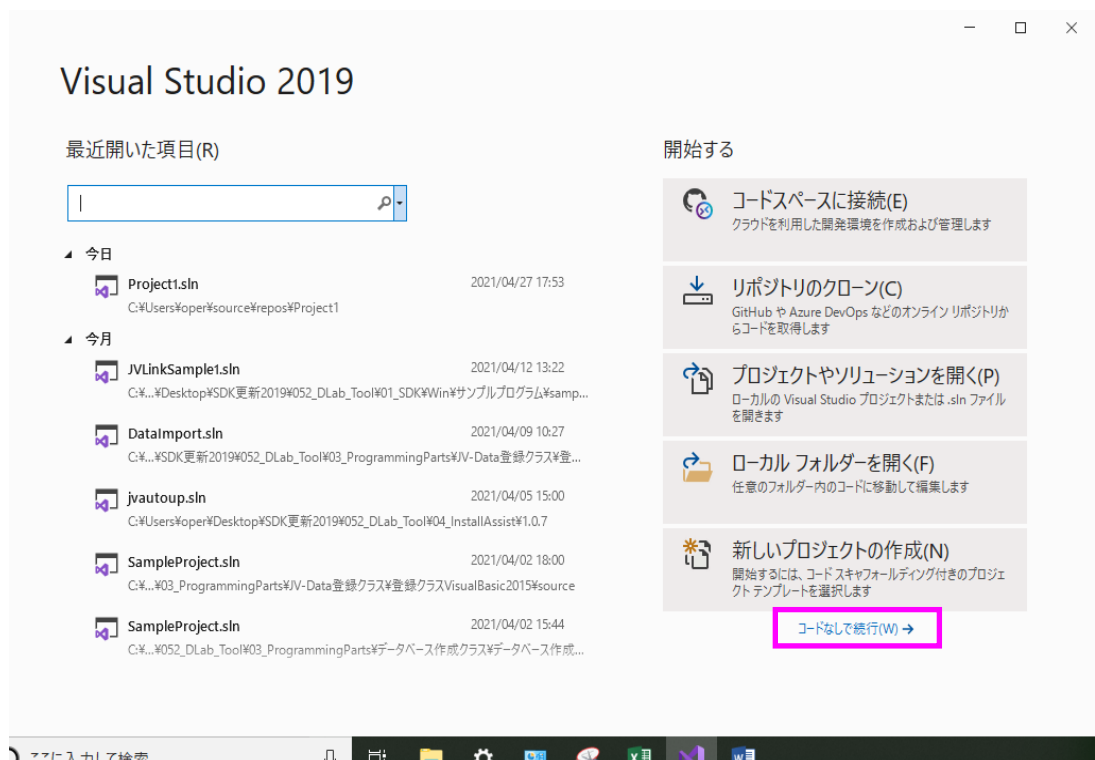 Visual Studio 2019
最近開いた項目(R)
今日
Project1.sln 2021/04/27 17:53
C:¥Users¥oper¥source¥repos¥Project1
今月
JVLinkSample1.sln 2021/04/12 13:22
C:¥...¥Desktop¥SDK更新2019¥052_DLab_Tool¥01_SDK¥Win¥サンプルプログラム¥samp...
DataImport.sln 2021/04/09 10:27
C:¥...¥SDK更新2019¥052_DLab_Tool¥03_ProgrammingParts¥JV-Data登録クラス¥登...
jvautoup.sln 2021/04/05 15:00
C:¥Users¥oper¥Desktop¥SDK更新2019¥052_DLab_Tool¥04_InstallAssist¥1.0.7
SampleProject.sln 2021/04/02 18:00
C:¥...¥03_ProgrammingParts¥JV-Data登録クラス¥登録クラスVisualBasic2015¥source
SampleProject.sln 2021/04/02 15:44
C:¥...¥052_DLab_Tool¥03_ProgrammingParts¥データベース作成クラス¥データベース作成...
開始する
コードスペースに接続(E)
クラウドを利用した開発環境を作成および管理します
リポジトリのクローン(C)
GitHub や Azure DevOps などのオンライン リポジトリか
らコードを取得します
プロジェクトやソリューションを開く(P)
ローカルの Visual Studio プロジェクトまたは .sln ファイル
を開きます
ローカル フォルダーを開く(F)
任意のフォルダー内のコードに移動して編集します
新しいプロジェクトの作成(N)
開始するには、コード スキャフォールディング付きのプロジェ
クト テンプレートを選択します
コードなしで続行(W) →
ここに入力して検索